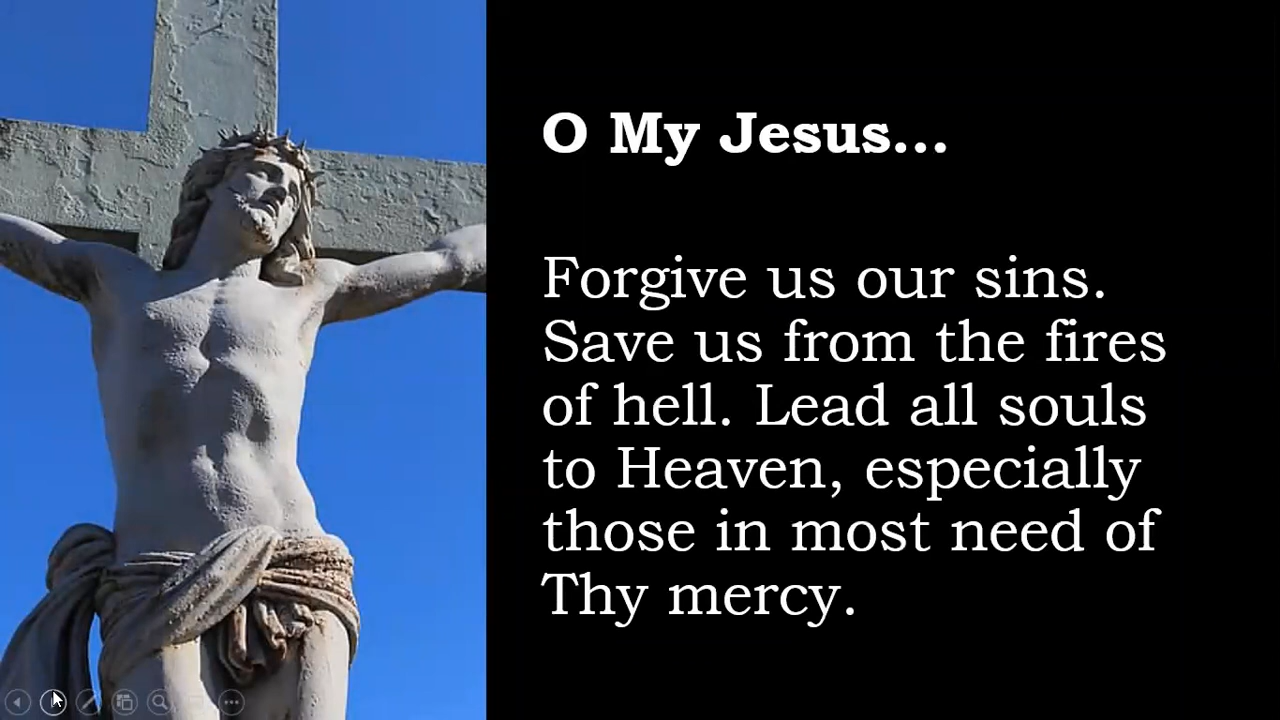 O My Jesus...
Forgive us our sins.
Save us from the fires
of hell. Lead all souls
to Heaven, especially
those in most need of
Thy mercy.